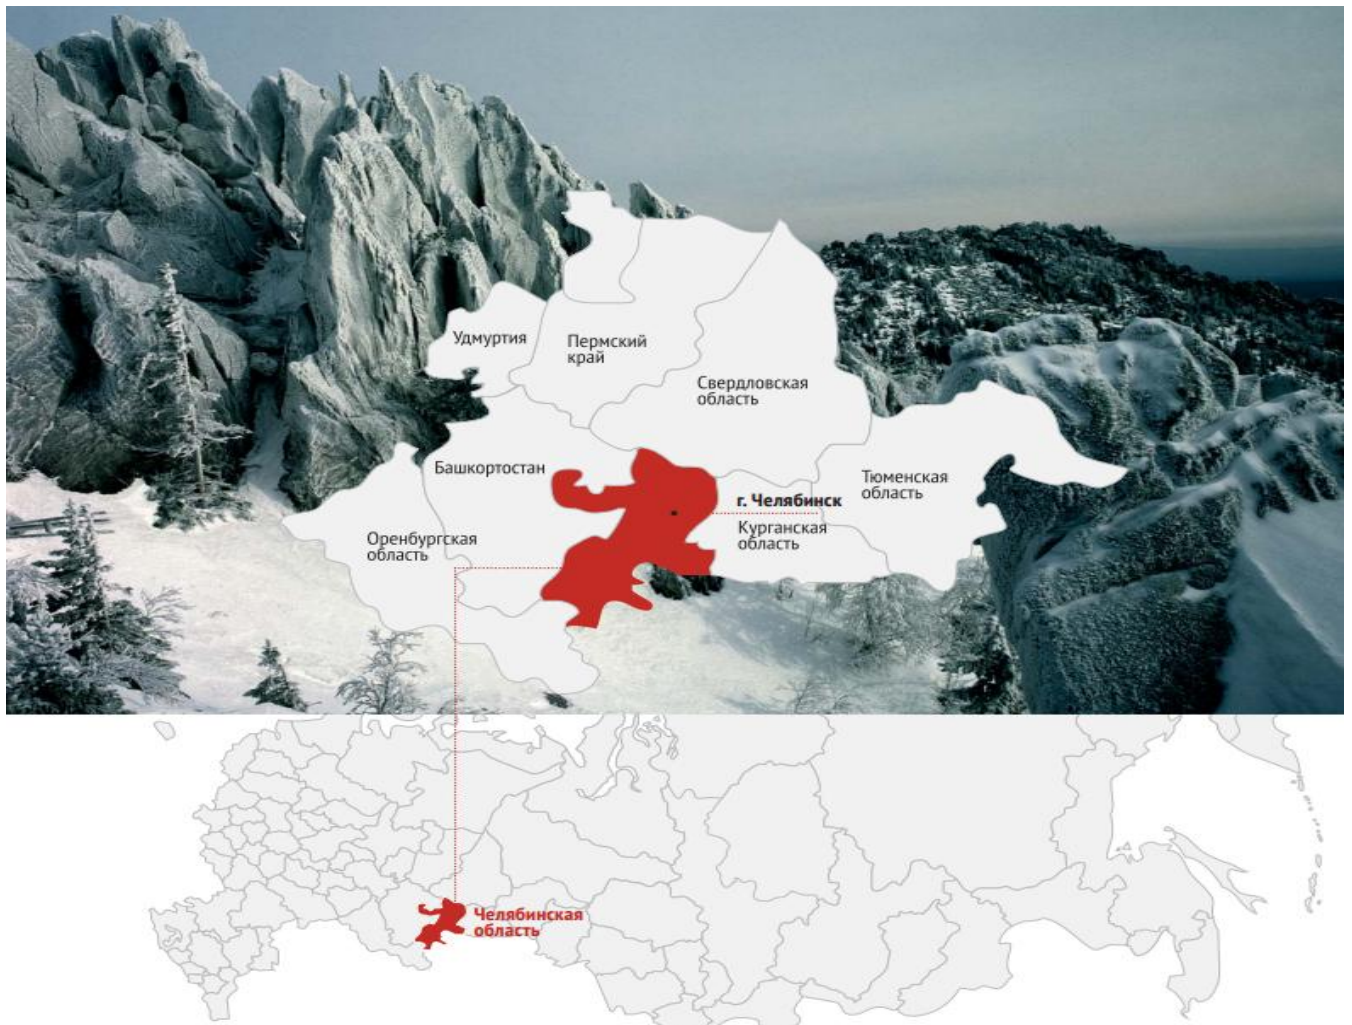 Удмуртия
Пермский
край
Свердловская
область
Башкортостан
Тюменская
область
г. Челябинск
Оренбургская
область
Курганская
область
Челябинская
область